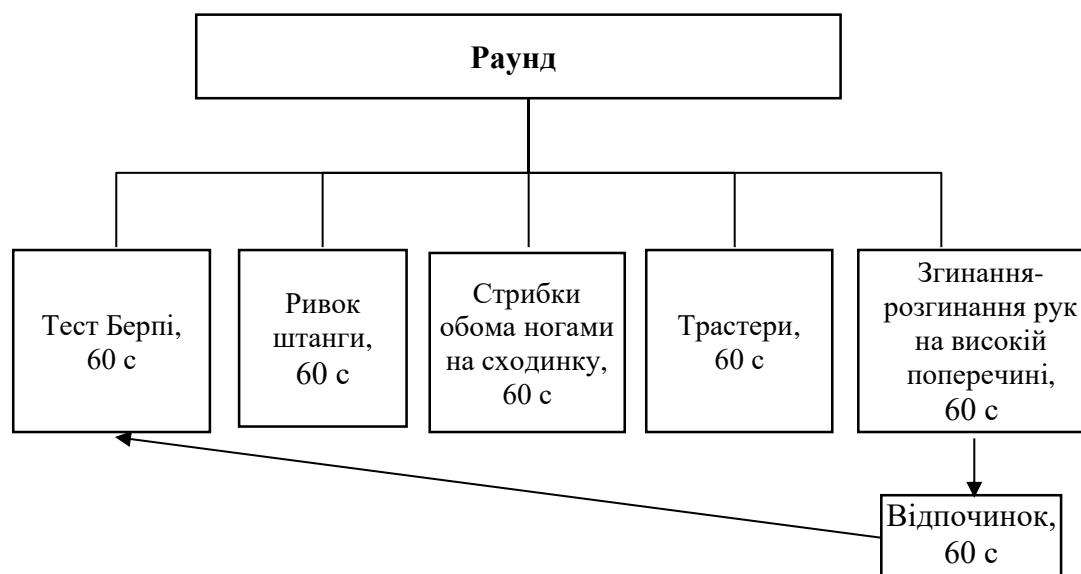 Раунд
Тест Берпі,
60 с
Ривок
штанги,
60 с
Стрибки
обома ногами
на сходинку,
60 с
Трастери,
60 с
Згинання-
розгинання рук
на високій
поперечині,
60 с
Відпочинок,
60 с